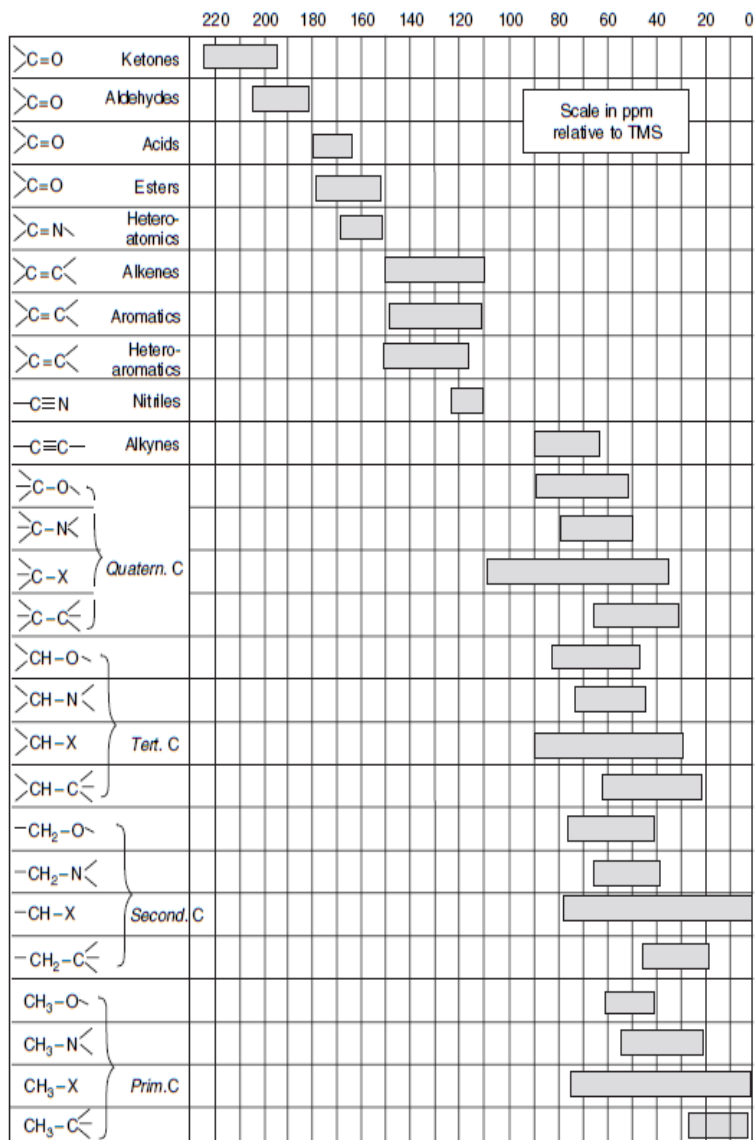 220 200 180 160 140 120 100 80 60 40 20 0
Scale in ppm
relative to TMS
C=O Ketones
C=O Aldehydes
C=O Acids
C=O Esters
C=N Hetero-
atomics
C=C Alkenes
C=C Aromatics
C=C Hetero-
aromatics
—C≡N Nitriles
—C≡C— Alkynes
C–O
C–N
C–X Quatern. C
C–C
CH–O
CH–N
CH–X Tert. C
CH–C
–CH₂–O
–CH₂–N
–CH–X Second. C
–CH₂–C
CH₃–O
CH₃–N
CH₃–X Prim.C
CH₃–C